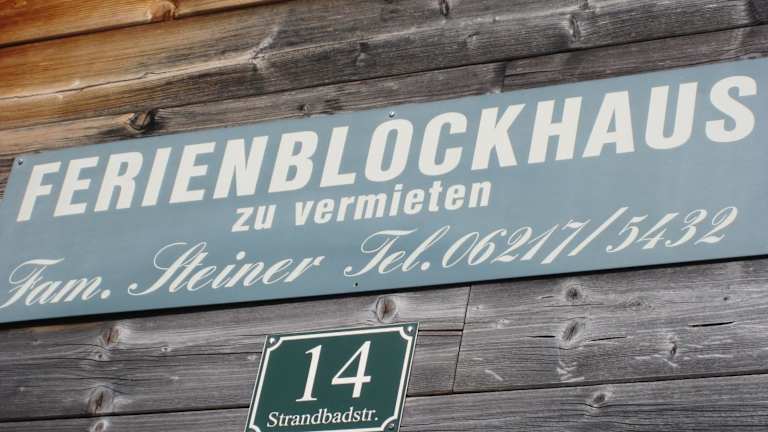 FERIENBLOCKHAUS
zu vermieten
Fam. Steiner Tel. 06217/5432
14
Strandbadstr.